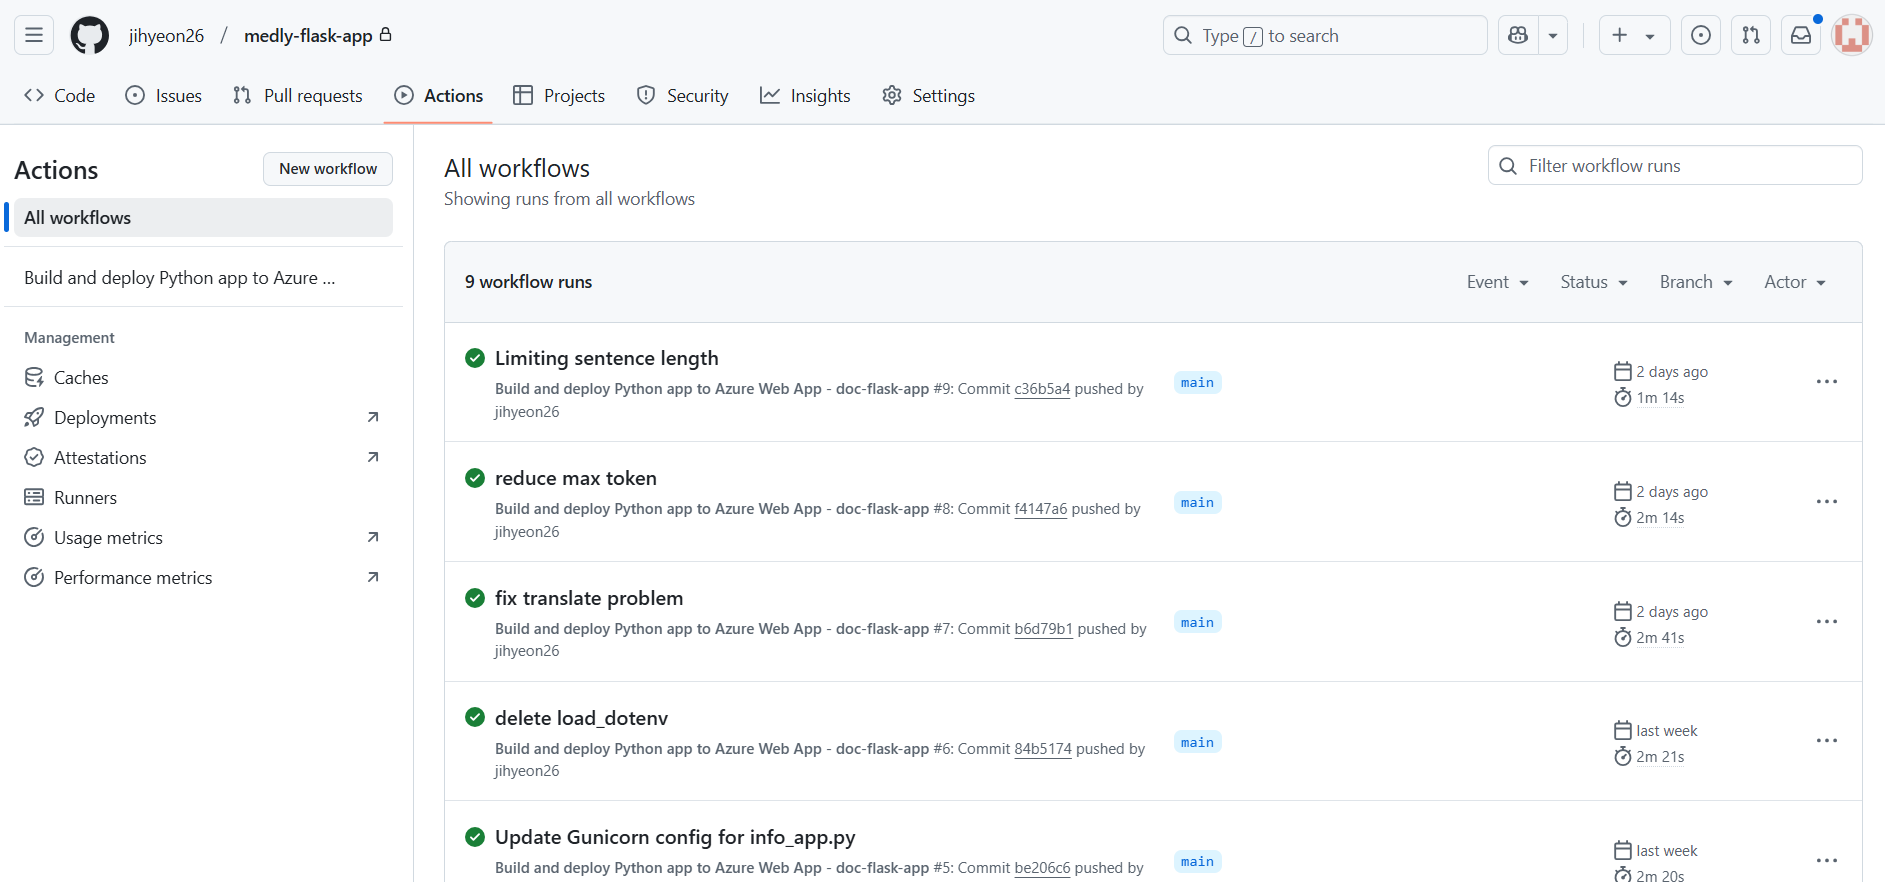 jihyeon26 / medly-flask-app
Type / to search
Code Issues Pull requests Actions Projects Security Insights Settings
Actions
New workflow
All workflows
Build and deploy Python app to Azure ...
Management
Caches
Deployments
Attestations
Runners
Usage metrics
Performance metrics
All workflows
Showing runs from all workflows
Filter workflow runs
9 workflow runs
Event Status Branch Actor
Limiting sentence length
Build and deploy Python app to Azure Web App - doc-flask-app #9: Commit c36b5a4 pushed by
jihyeon26
main
2 days ago
1m 14s
reduce max token
Build and deploy Python app to Azure Web App - doc-flask-app #8: Commit f4147a6 pushed by
jihyeon26
main
2 days ago
2m 14s
fix translate problem
Build and deploy Python app to Azure Web App - doc-flask-app #7: Commit b6d79b1 pushed by
jihyeon26
main
2 days ago
2m 41s
delete load_dotenv
Build and deploy Python app to Azure Web App - doc-flask-app #6: Commit 84b5174 pushed by
jihyeon26
main
last week
2m 21s
Update Gunicorn config for info_app.py
Build and deploy Python app to Azure Web App - doc-flask-app #5: Commit be206c6 pushed by
main
last week
2m 20s